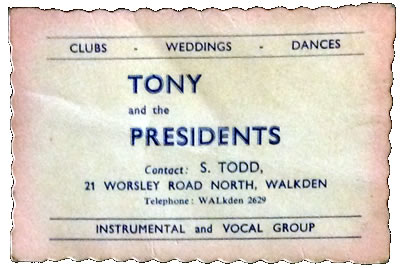 CLUBS - WEDDINGS - DANCES
TONY
and the
PRESIDENTS
Contact: S. TODD,
21 WORSLEY ROAD NORTH, WALKDEN
Telephone: WALkden 2629
INSTRUMENTAL and VOCAL GROUP